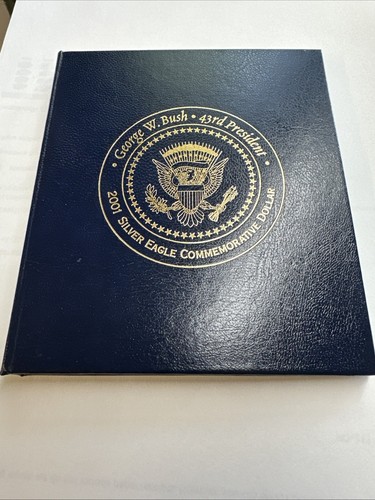 • George W. Bush • 43rd President •
2001 Silver Eagle Commemorative Dollar